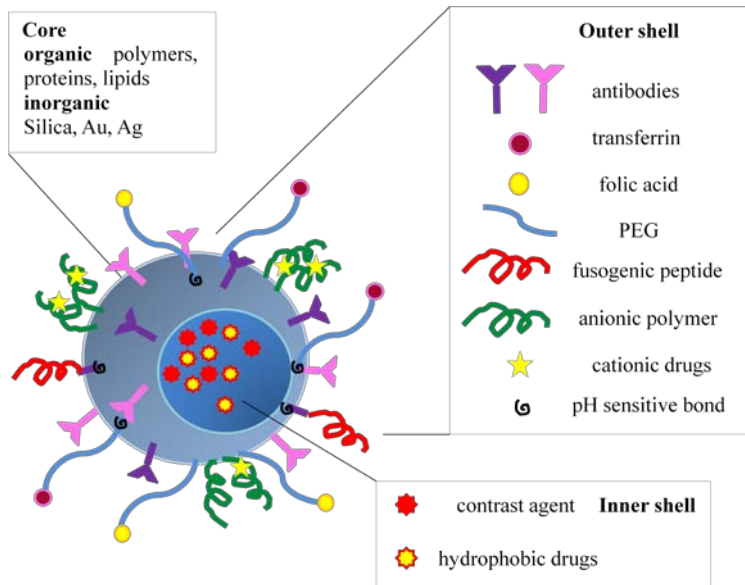 Core
organic polymers,
proteins, lipids
inorganic
Silica, Au, Ag
Outer shell
antibodies
transferrin
folic acid
PEG
fusogenic peptide
anionic polymer
cationic drugs
pH sensitive bond
contrast agent Inner shell
hydrophobic drugs